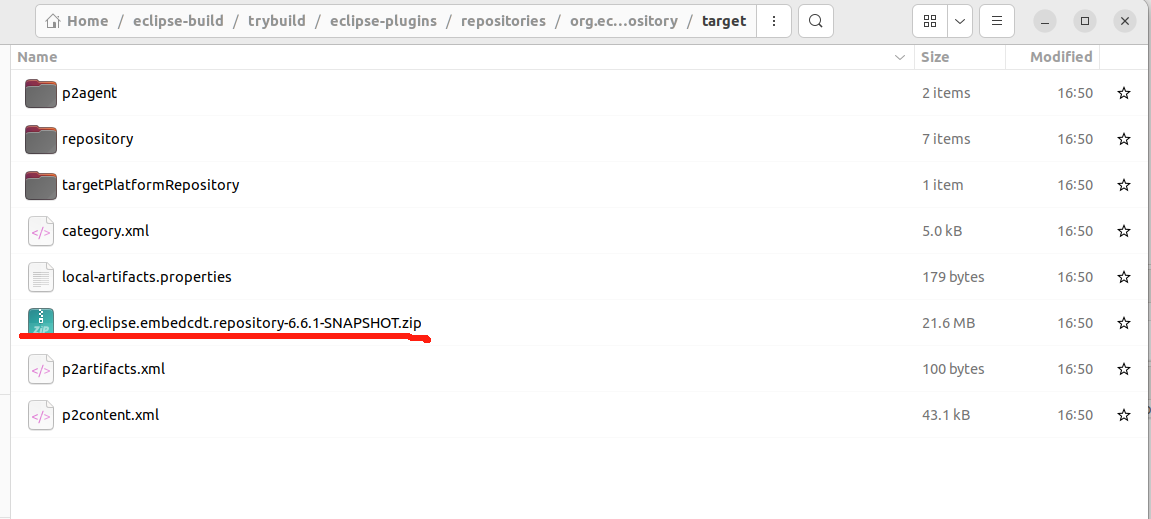 Home / eclipse-build / trybuild / eclipse-plugins / repositories / org.ec...ository / target
Name Size Modified
p2agent 2 items 16:50
repository 7 items 16:50
targetPlatformRepository 1 item 16:50
category.xml 5.0 kB 16:50
local-artifacts.properties 179 bytes 16:50
ZIP org.eclipse.embedcdt.repository-6.6.1-SNAPSHOT.zip 21.6 MB 16:50
p2artifacts.xml 100 bytes 16:50
p2content.xml 43.1 kB 16:50